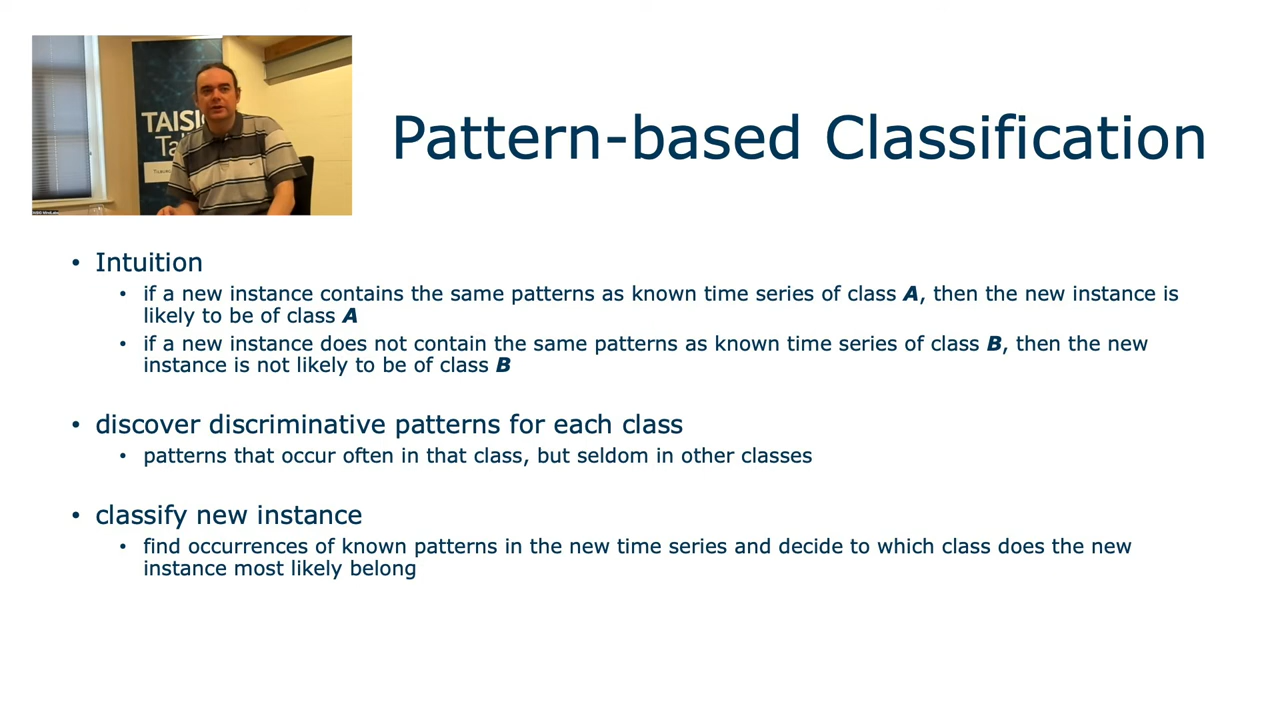 TAISIG
Pattern-based Classification
• Intuition
• if a new instance contains the same patterns as known time series of class A, then the new instance is
likely to be of class A
• if a new instance does not contain the same patterns as known time series of class B, then the new
instance is not likely to be of class B
• discover discriminative patterns for each class
• patterns that occur often in that class, but seldom in other classes
• classify new instance
• find occurrences of known patterns in the new time series and decide to which class does the new
instance most likely belong